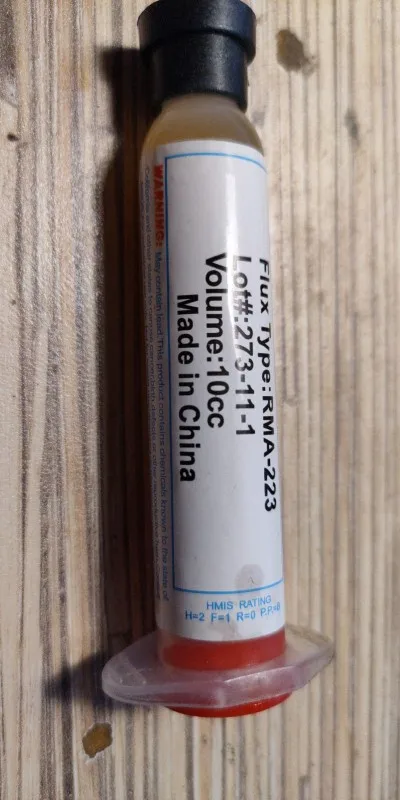 Flux Type:RMA-223
Lot#:273-11-1
Volume:10cc
Made in China
WARNING: May contain lead. This product contains chemicals known to the state of
HMIS RATING
H=2 F=1 R=0 P.P.=B